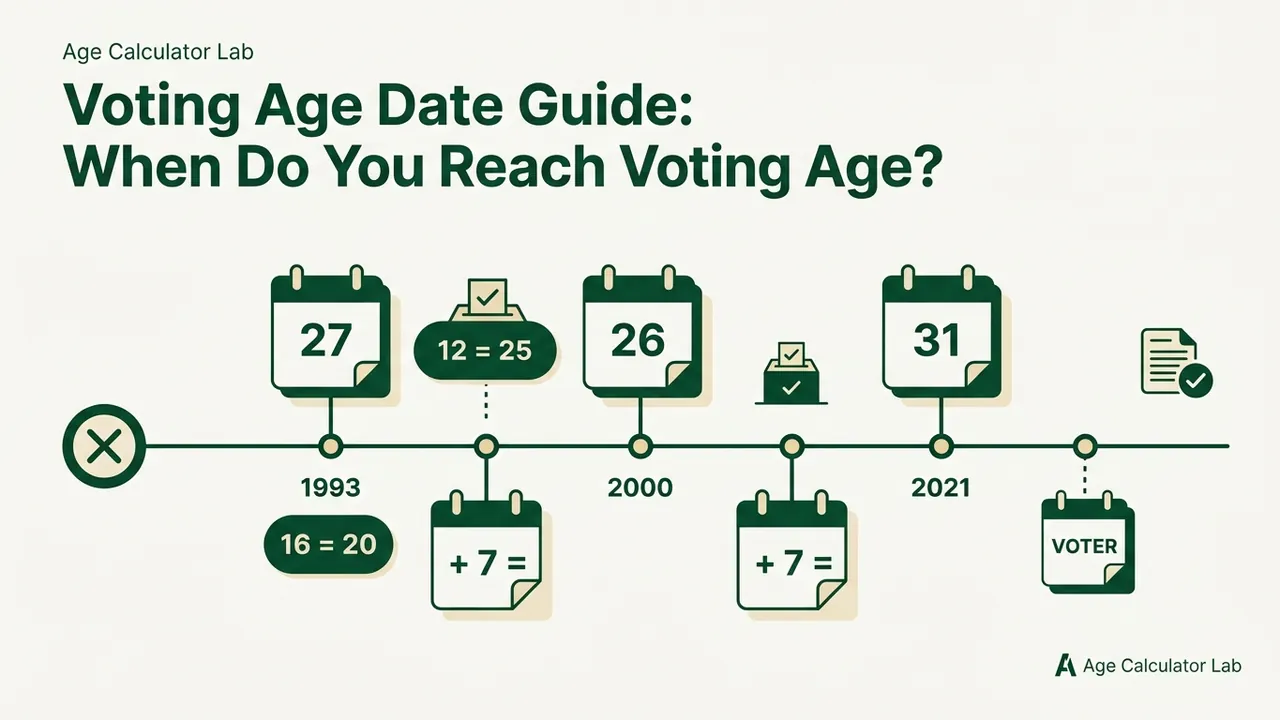 Age Calculator Lab
Voting Age Date Guide:
When Do You Reach Voting Age?
27
12 = 25
26
31
1993
2000
2021
16 = 20
+ 7 =
+ 7 =
VOTER
Age Calculator Lab